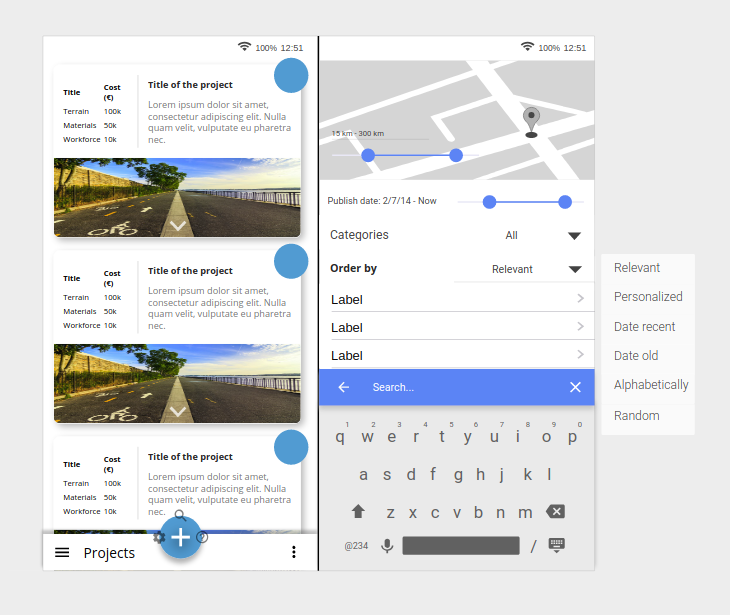 100% 12:51
Title
Cost
(€)
Terrain 100k
Materials 50k
Workforce 10k
Title of the project
Lorem ipsum dolor sit amet,
consectetur adipiscing elit. Nulla
quam velit, vulputate eu pharetra
nec.
Title
Cost
(€)
Terrain 100k
Materials 50k
Workforce 10k
Title of the project
Lorem ipsum dolor sit amet,
consectetur adipiscing elit. Nulla
quam velit, vulputate eu pharetra
nec.
Title
Cost
(€)
Terrain 100k
Materials 50k
Workforce 10k
Title of the project
Lorem ipsum dolor sit amet,
consectetur adipiscing elit. Nulla
quam velit, vulputate eu pharetra
nec.
Projects
100% 12:51
15 km - 300 km
Publish date: 2/7/14 - Now
Categories All
Order by Relevant
Label
Label
Label
Search...
1 2 3 4 5 6 7 8 9 0
q w e r t y u i o p
a s d f g h j k l
z x c v b n m
@234 /
Relevant
Personalized
Date recent
Date old
Alphabetically
Random